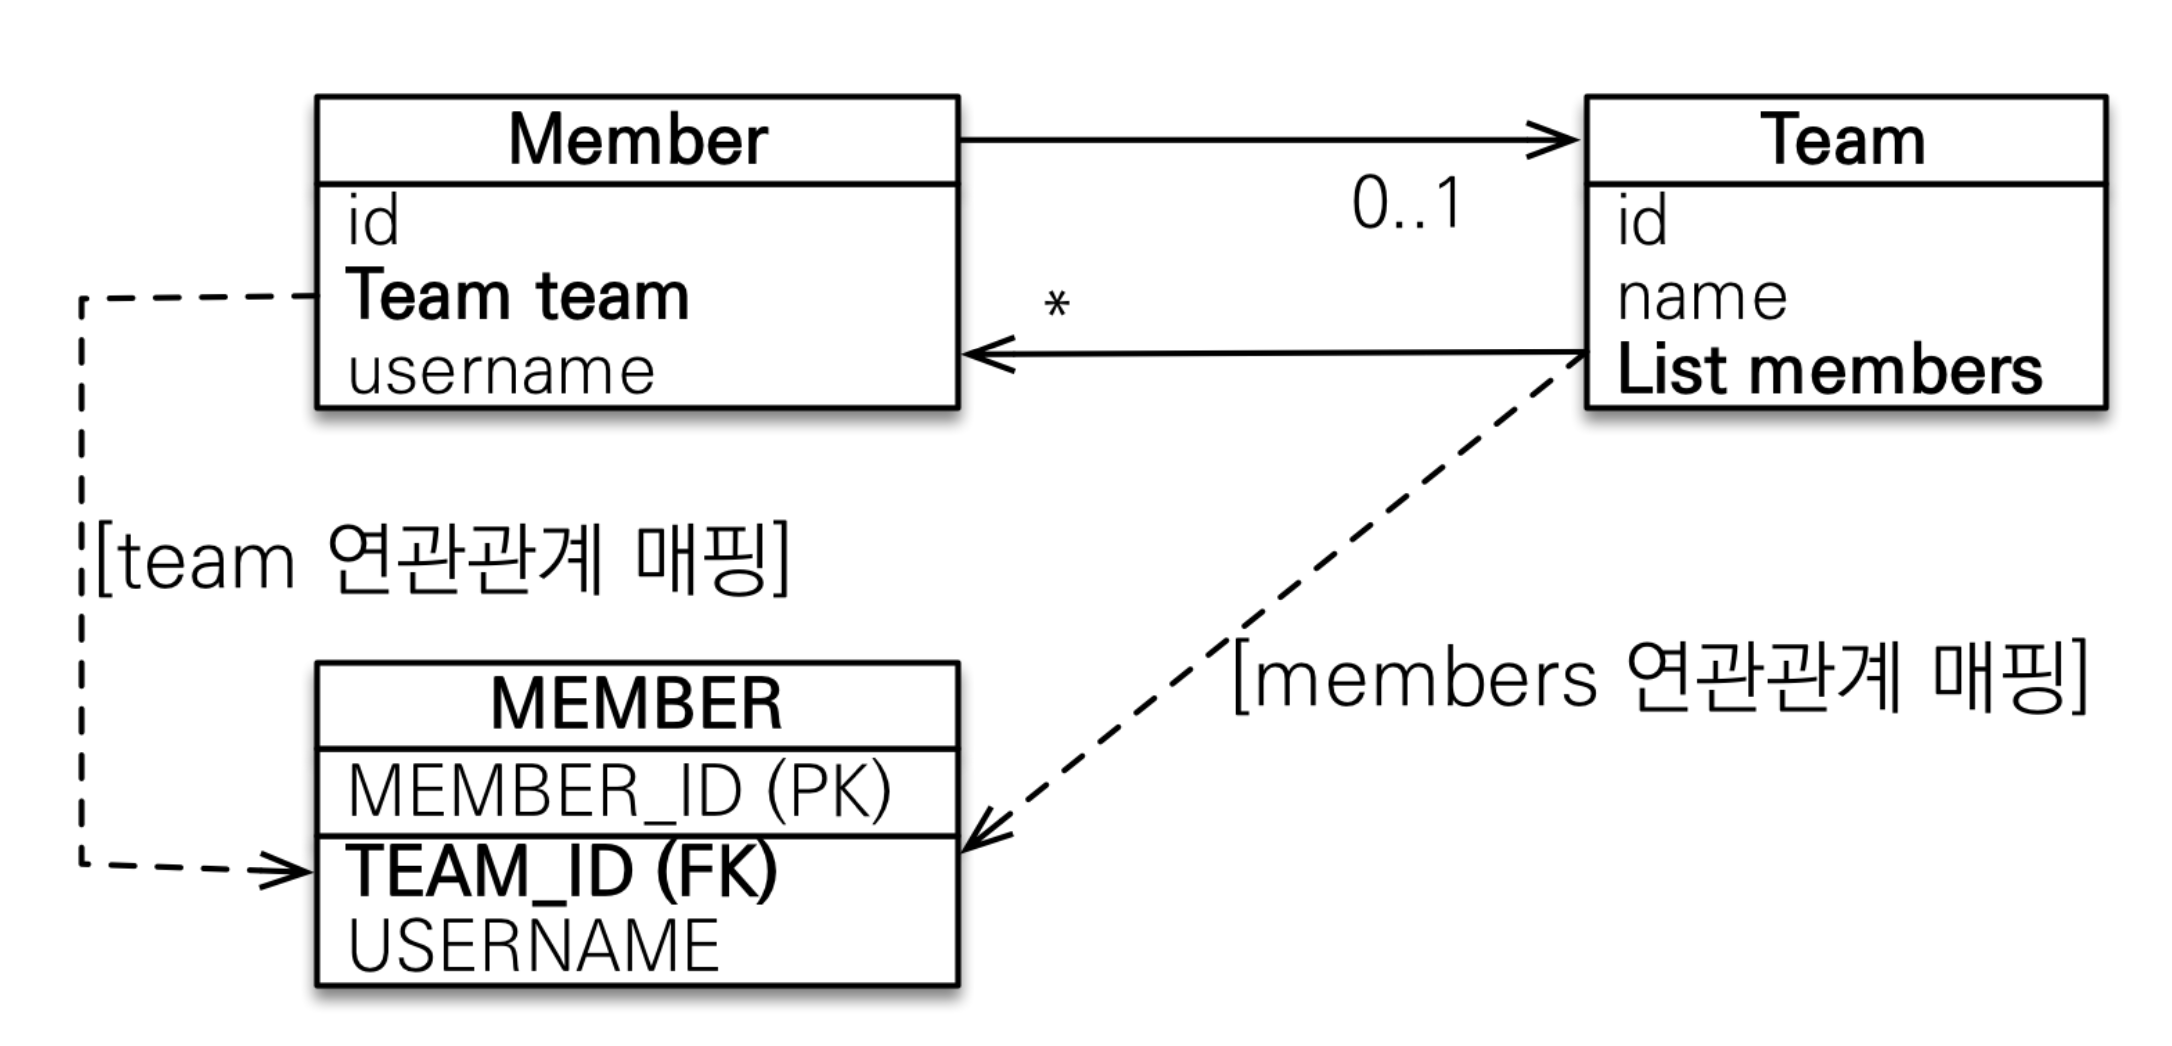 Member
id
Team team
username
0..1
*
Team
id
name
List members
[team 연관관계 매핑]
[members 연관관계 매핑]
MEMBER
MEMBER_ID (PK)
TEAM_ID (FK)
USERNAME